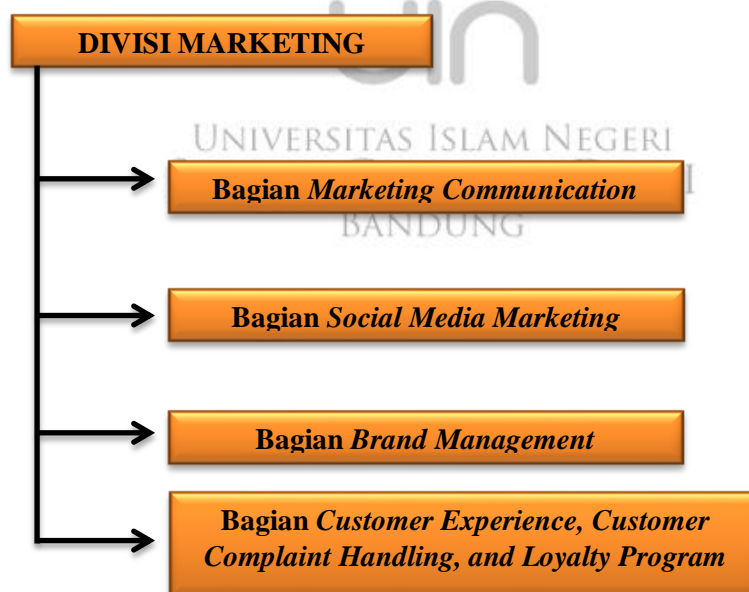 uin
DIVISI MARKETING
UNIVERSITAS ISLAM NEGERI
Bagian Marketing Communication
BANDUNG
Bagian Social Media Marketing
Bagian Brand Management
Bagian Customer Experience, Customer
Complaint Handling, and Loyalty Program